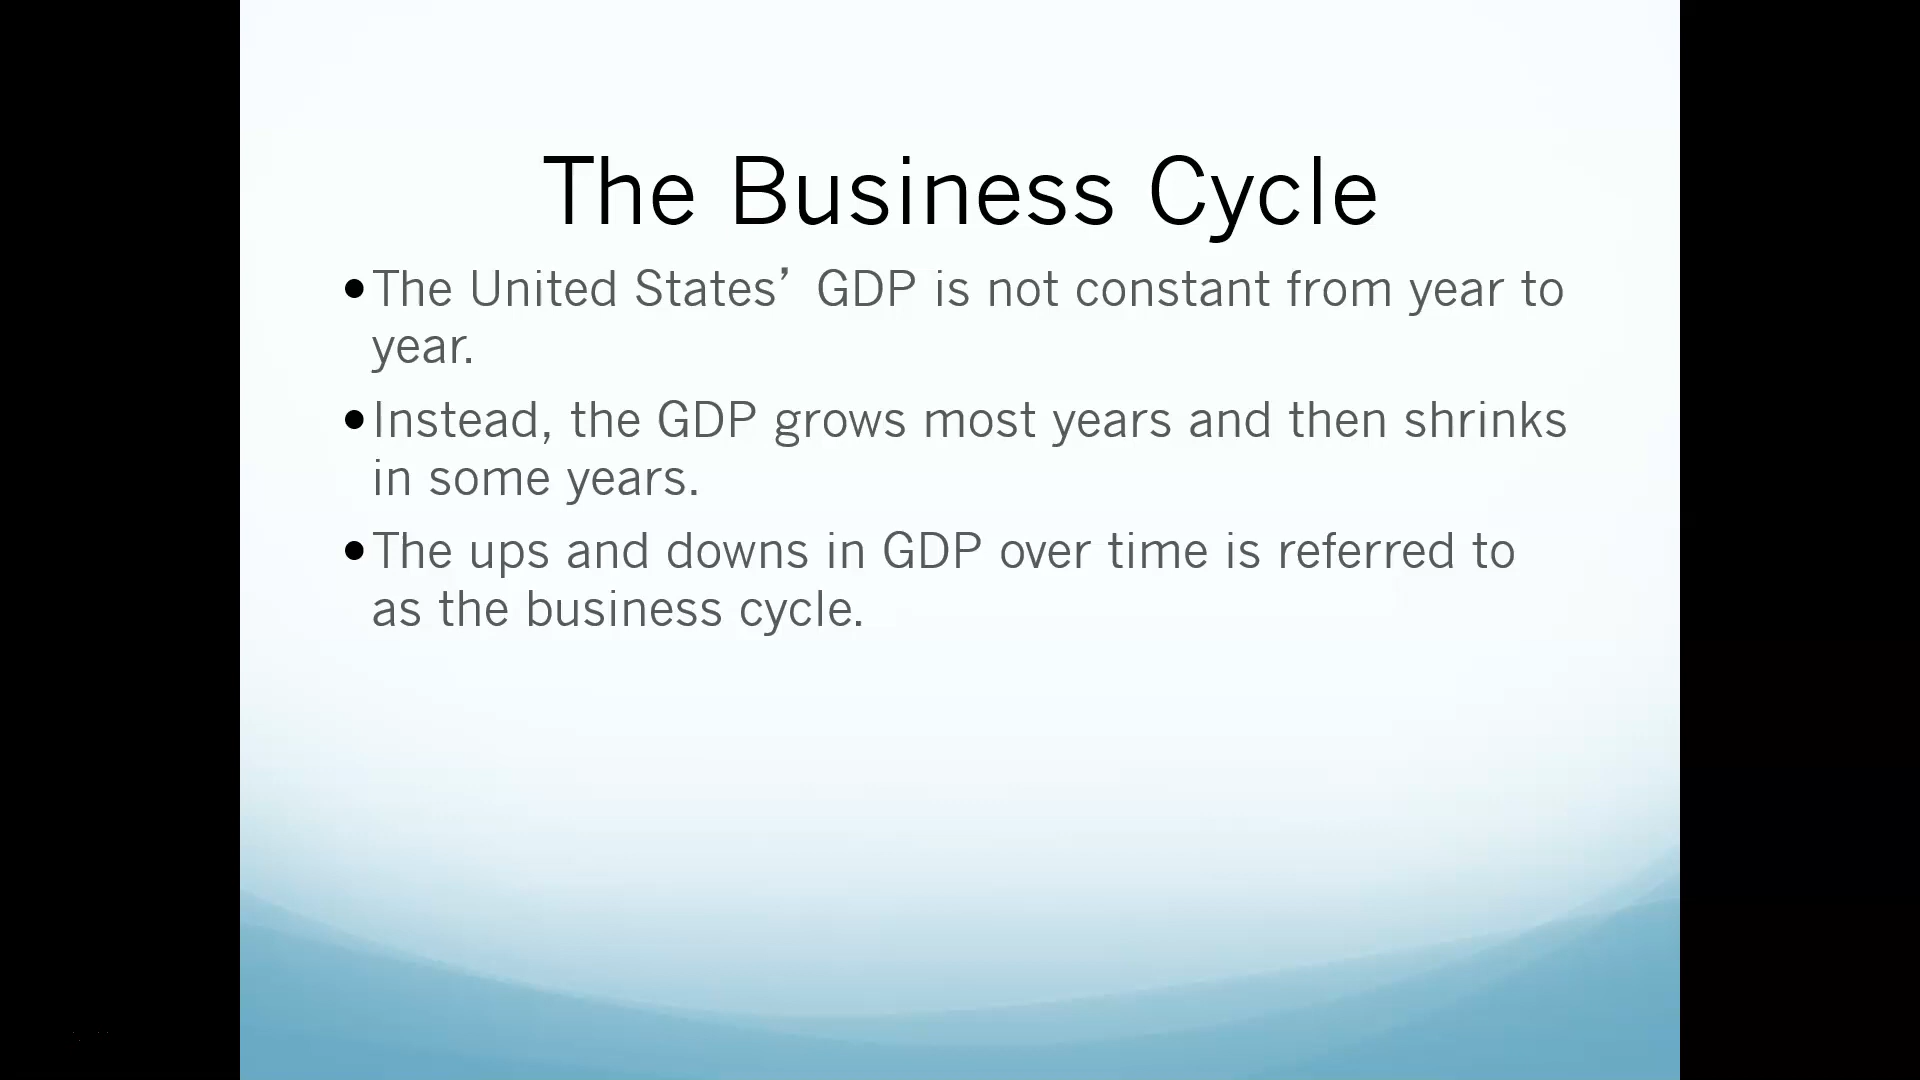 The Business Cycle
•The United States’ GDP is not constant from year to
year.
•Instead, the GDP grows most years and then shrinks
in some years.
•The ups and downs in GDP over time is referred to
as the business cycle.